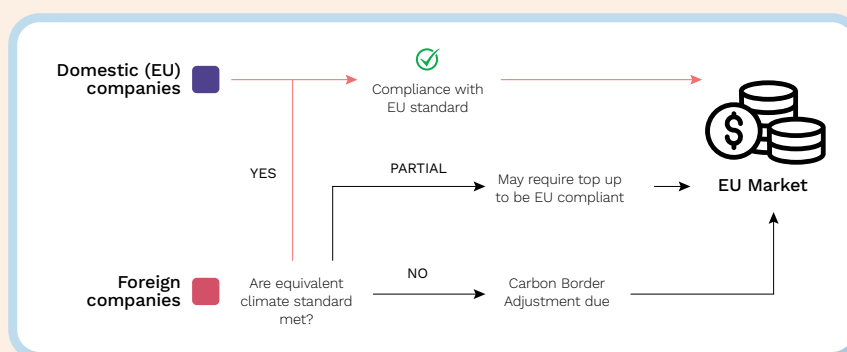 Domestic (EU)
companies
Compliance with
EU standard
$
EU Market
YES
PARTIAL
May require top up
to be EU compliant
Foreign
companies
Are equivalent
climate standard
met?
NO
Carbon Border
Adjustment due